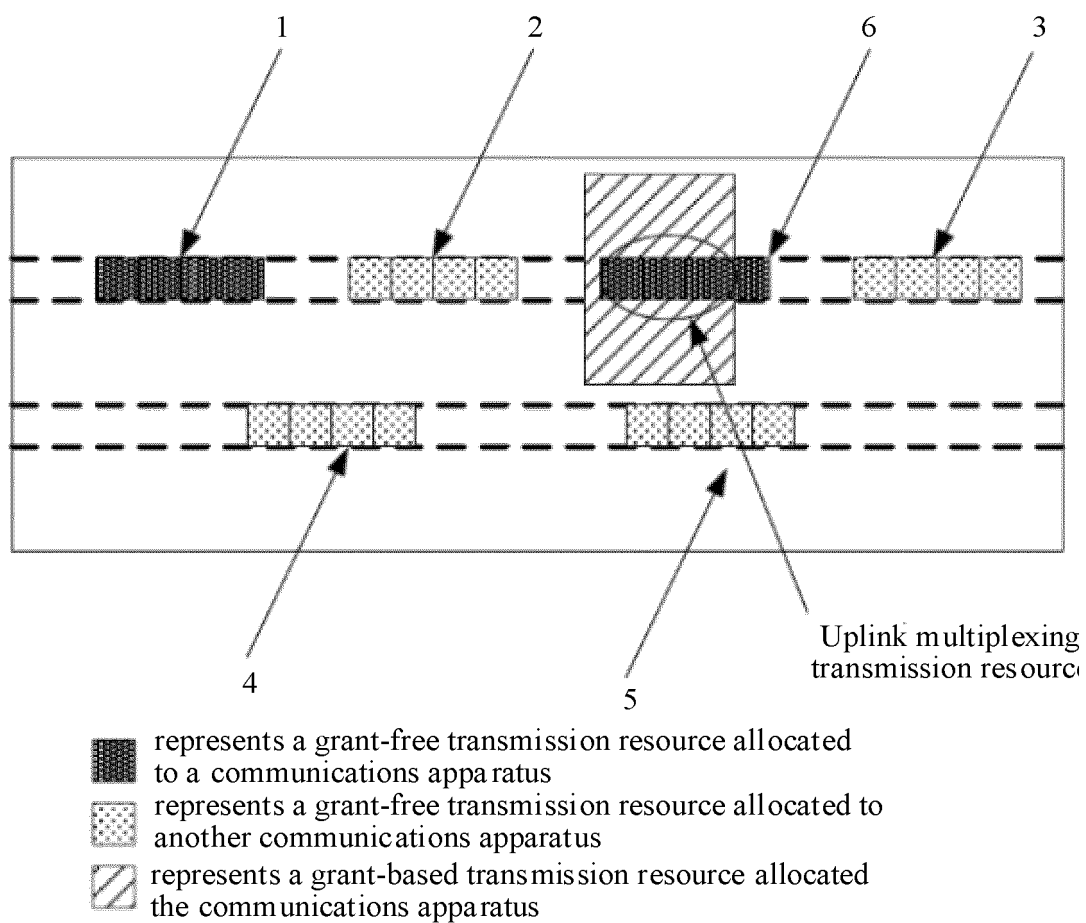 1 2 6 3
Uplink multiplexing
transmission resource
4 5
represents a grant-free transmission resource allocated
to a communications apparatus
represents a grant-free transmission resource allocated to
another communications apparatus
represents a grant-based transmission resource allocated
the communications apparatus